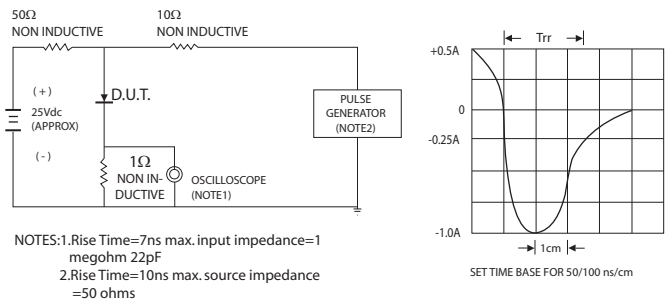 50Ω
NON INDUCTIVE
10Ω
NON INDUCTIVE
(+)
25Vdc
(APPROX)
(-)
D.U.T.
1Ω
NON IN-
DUCTIVE
OSCILLOSCOPE
(NOTE1)
PULSE
GENERATOR
(NOTE2)
NOTES:1.Rise Time=7ns max. input impedance=1
megohm 22pF
2.Rise Time=10ns max. source impedance
=50 ohms
Trr
+0.5A
0
-0.25A
-1.0A
1cm
SET TIME BASE FOR 50/100 ns/cm